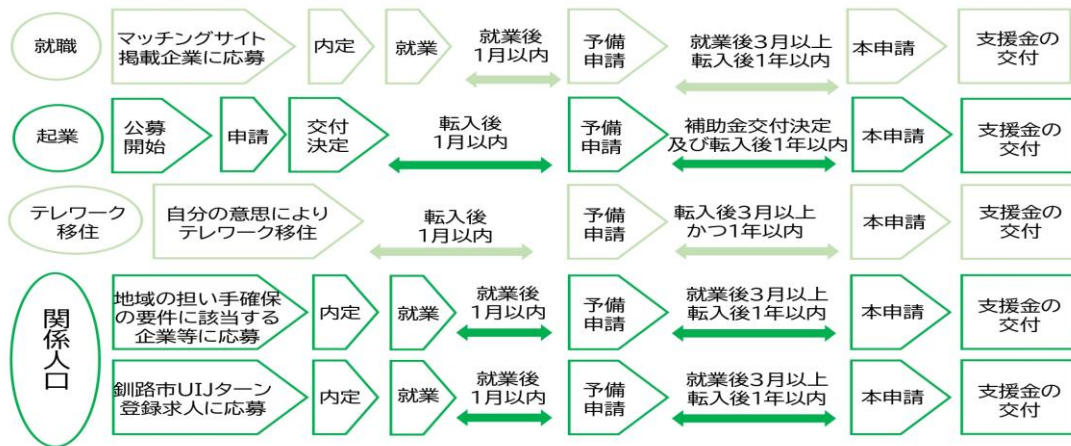 就職
マッチングサイト
掲載企業に応募
内定
就業
就業後
1月以内
予備
申請
就業後3月以上
転入後1年以内
本申請
支援金の
交付
起業
公募
開始
申請
交付
決定
転入後
1月以内
予備
申請
補助金交付決定
及び転入後1年以内
本申請
支援金の
交付
テレワーク
移住
自分の意思により
テレワーク移住
転入後
1月以内
予備
申請
転入後3月以上
かつ1年以内
本申請
支援金の
交付
関係人口
地域の担い手確保
の要件に該当する
企業等に応募
内定
就業
就業後
1月以内
予備
申請
就業後3月以上
転入後1年以内
本申請
支援金の
交付
釧路市UIJターン
登録求人に応募
内定
就業
就業後
1月以内
予備
申請
就業後3月以上
転入後1年以内
本申請
支援金の
交付